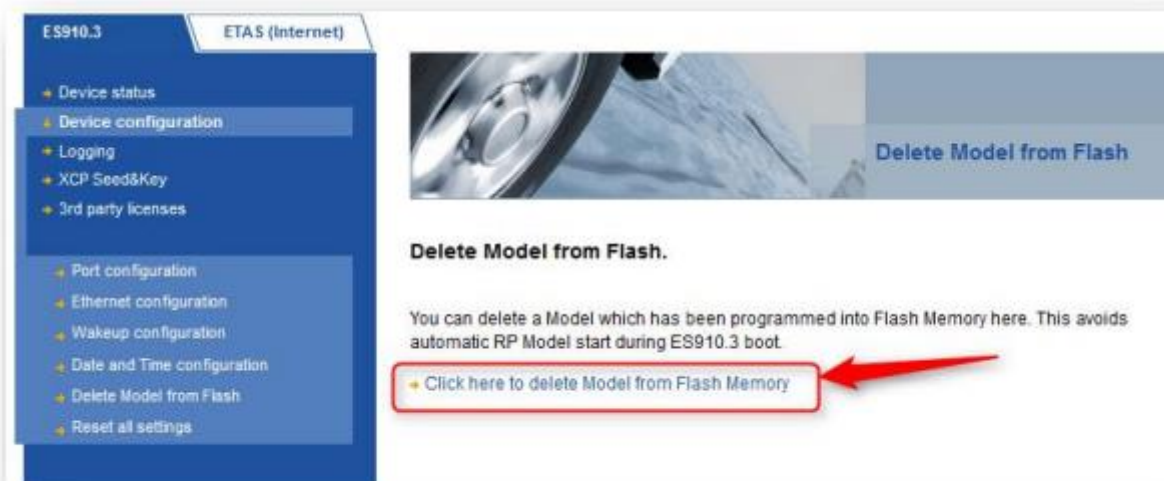 ES910.3
ETAS (Internet)
Device status
Device configuration
Logging
XCP Seed&Key
3rd party licenses
Port configuration
Ethernet configuration
Wakeup configuration
Date and Time configuration
Delete Model from Flash
Reset all settings
Delete Model from Flash
Delete Model from Flash.
You can delete a Model which has been programmed into Flash Memory here. This avoids
automatic RP Model start during ES910.3 boot.
Click here to delete Model from Flash Memory